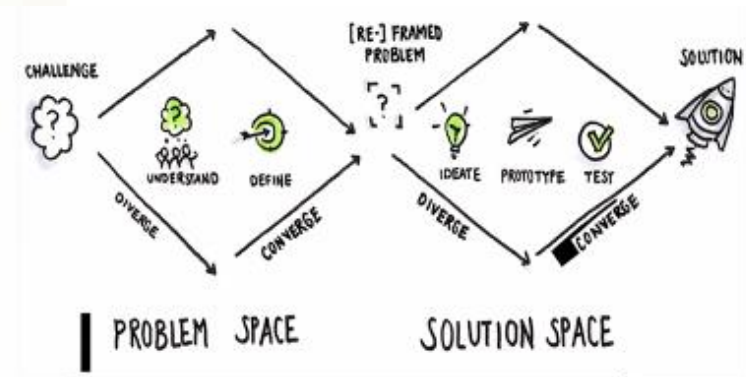 CHALLENGE
[RE-] FRAMED
PROBLEM
SOLUTION
UNDERSTAND
DEFINE
IDEATE
PROTOTYPE
TEST
DIVERGE
CONVERGE
DIVERGE
CONVERGE
PROBLEM SPACE
SOLUTION SPACE